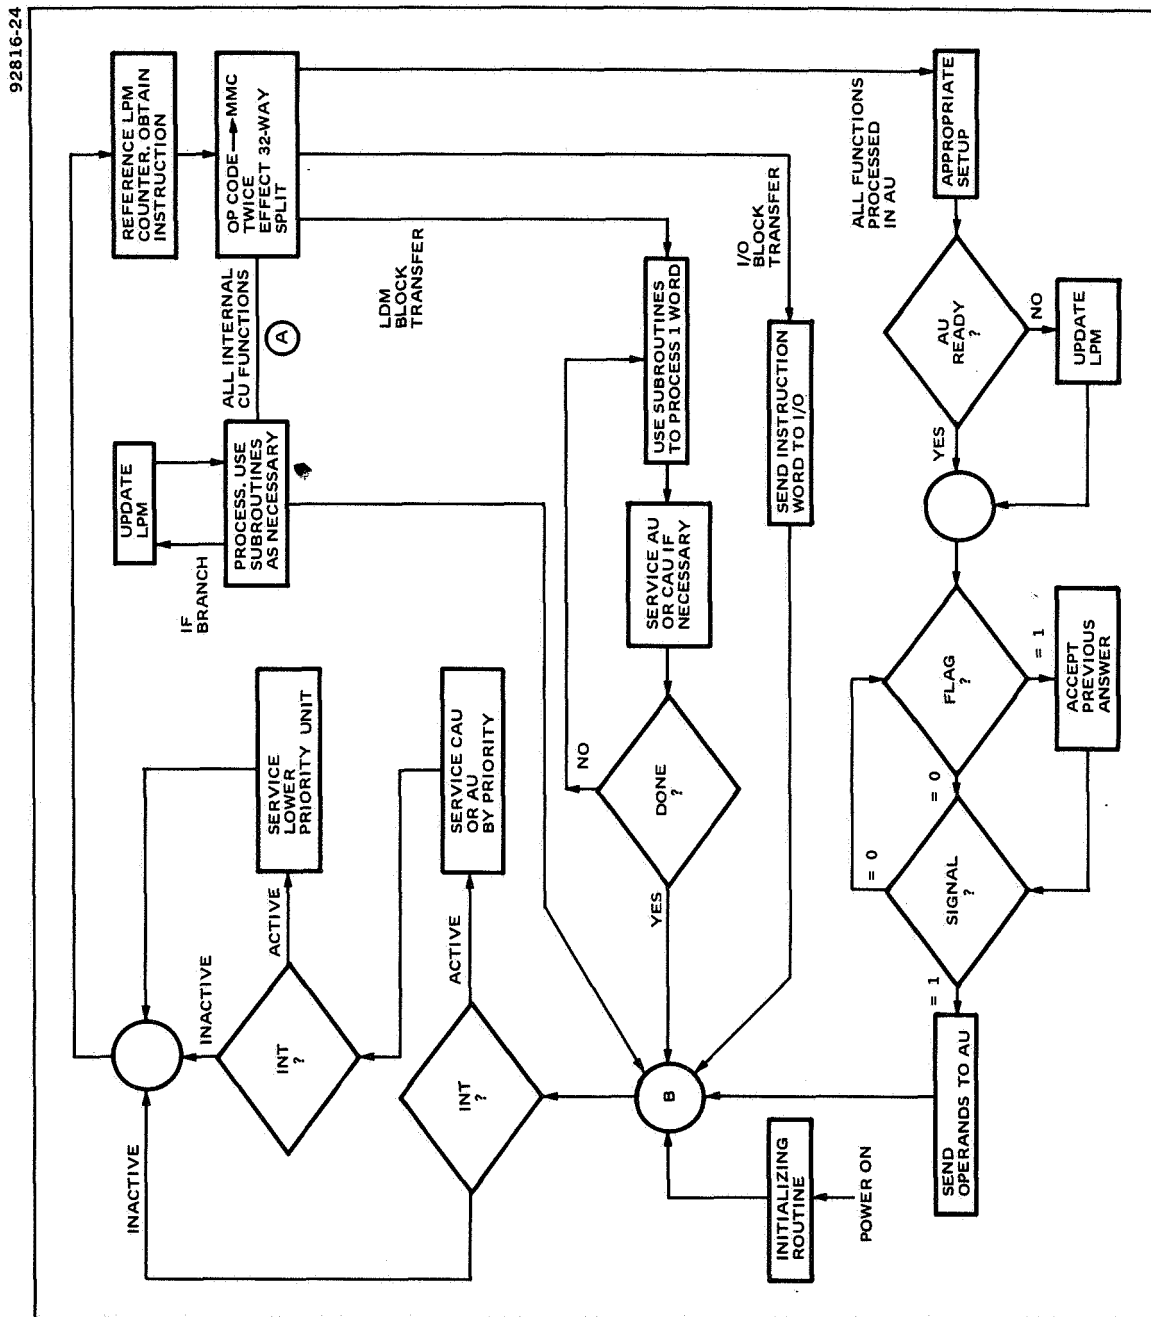 92816-24
REFERENCE LPM
COUNTER. OBTAIN
INSTRUCTION
OP CODE → MMC
TWICE
EFFECT 32-WAY
SPLIT
ALL INTERNAL
CU FUNCTIONS
A
UPDATE
LPM
PROCESS. USE
SUBROUTINES
AS NECESSARY
IF
BRANCH
LDM
BLOCK
TRANSFER
I/O
BLOCK
TRANSFER
ALL FUNCTIONS
PROCESSED
IN AU
APPROPRIATE
SETUP
USE SUBROUTINES
TO PROCESS 1 WORD
SERVICE AU
OR CAU IF
NECESSARY
DONE
?
NO
YES
SEND INSTRUCTION
WORD TO I/O
AU
READY
?
NO
YES
UPDATE
LPM
FLAG
?
= 1
= 0
ACCEPT
PREVIOUS
ANSWER
SIGNAL
?
= 0
= 1
SEND
OPERANDS TO AU
SERVICE
LOWER
PRIORITY UNIT
ACTIVE
INACTIVE
INT
?
SERVICE CAU
OR AU
BY PRIORITY
ACTIVE
INT
?
INACTIVE
B
INITIALIZING
ROUTINE
POWER ON